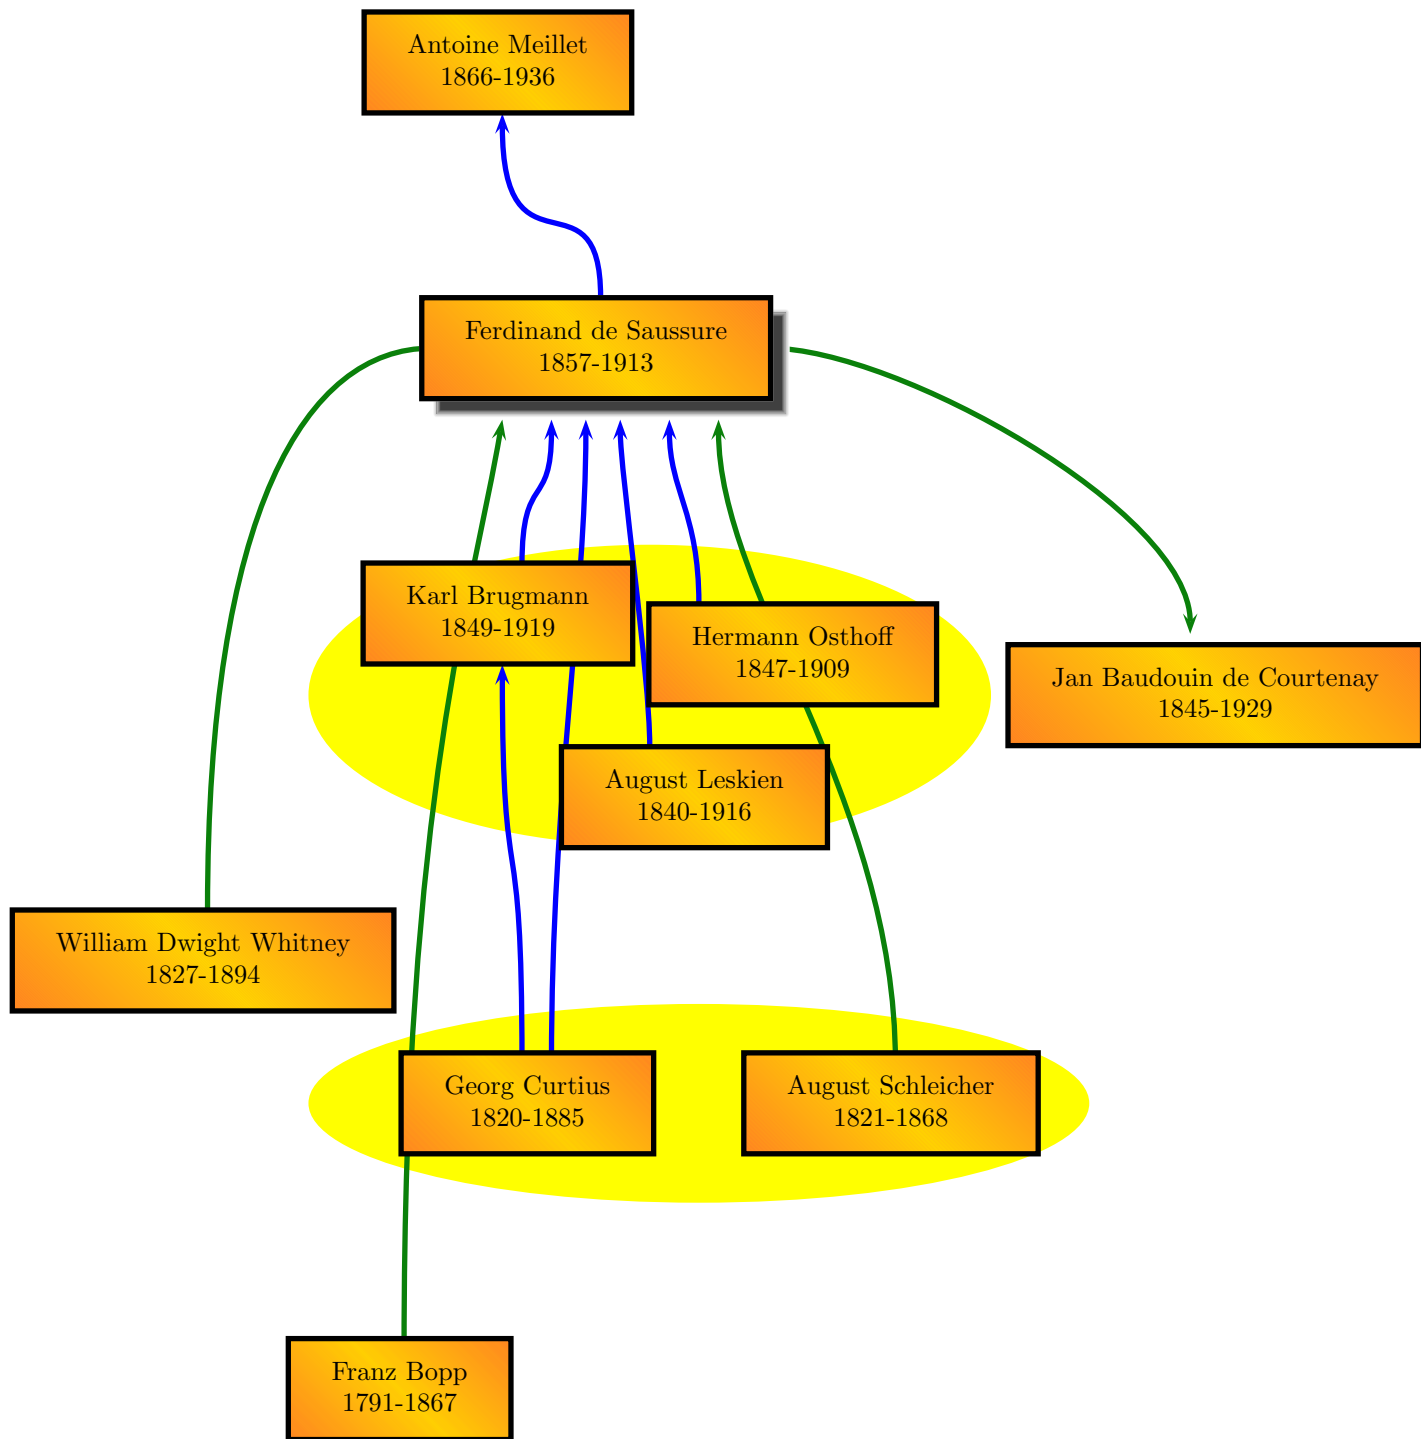 Antoine Meillet
1866-1936
Ferdinand de Saussure
1857-1913
Karl Brugmann
1849-1919
Hermann Osthoff
1847-1909
Jan Baudouin de Courtenay
1845-1929
August Leskien
1840-1916
William Dwight Whitney
1827-1894
Georg Curtius
1820-1885
August Schleicher
1821-1868
Franz Bopp
1791-1867